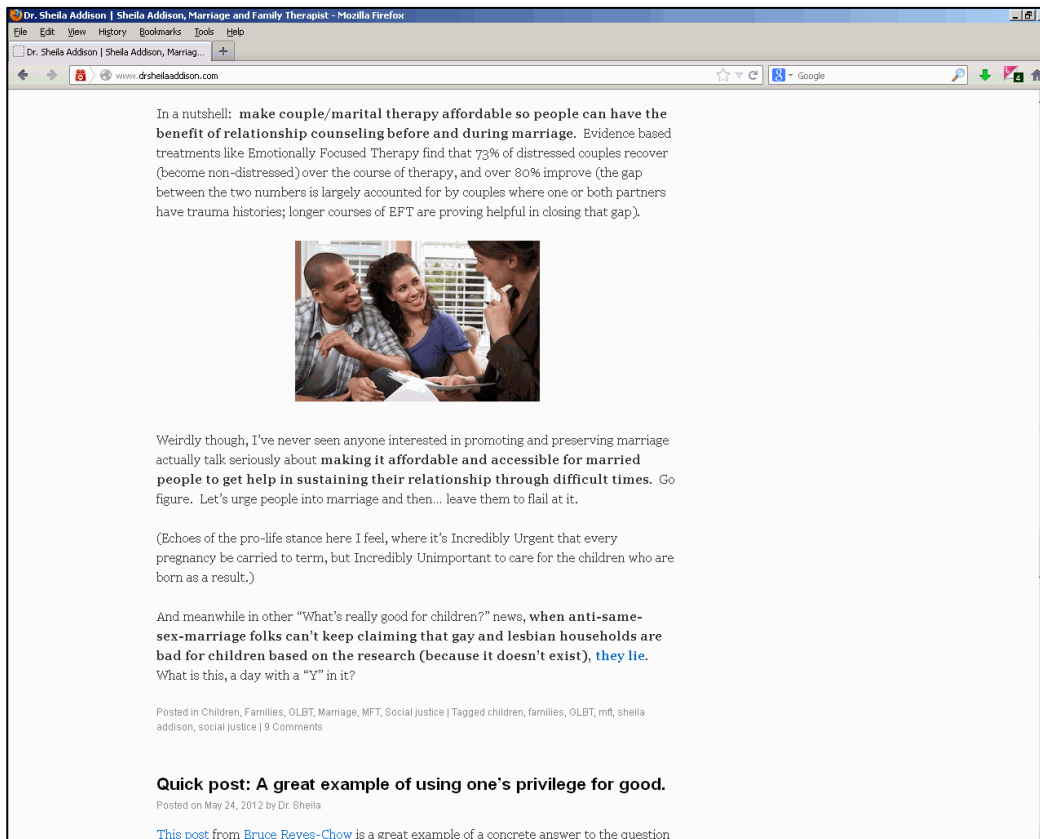 Dr. Sheila Addison | Sheila Addison, Marriage and Family Therapist - Mozilla Firefox
File Edit View History Bookmarks Tools Help
Dr. Sheila Addison | Sheila Addison, Marriag... +
www.drsheilaaddison.com
Google
4
In a nutshell: make couple/marital therapy affordable so people can have the
benefit of relationship counseling before and during marriage. Evidence based
treatments like Emotionally Focused Therapy find that 73% of distressed couples recover
(become non-distressed) over the course of therapy, and over 80% improve (the gap
between the two numbers is largely accounted for by couples where one or both partners
have trauma histories; longer courses of EFT are proving helpful in closing that gap).
Weirdly though, I've never seen anyone interested in promoting and preserving marriage
actually talk seriously about making it affordable and accessible for married
people to get help in sustaining their relationship through difficult times. Go
figure. Let's urge people into marriage and then... leave them to flail at it.
(Echoes of the pro-life stance here I feel, where it's Incredibly Urgent that every
pregnancy be carried to term, but Incredibly Unimportant to care for the children who are
born as a result.)
And meanwhile in other "What's really good for children?" news, when anti-same-
sex-marriage folks can't keep claiming that gay and lesbian households are
bad for children based on the research (because it doesn't exist), they lie.
What is this, a day with a "Y" in it?
Posted in Children, Families, GLBT, Marriage, MFT, Social justice | Tagged children, families, GLBT, mft, sheila
addison, social justice | 9 Comments
Quick post: A great example of using one's privilege for good.
Posted on May 24, 2012 by Dr. Sheila
This post from Bruce Reyes-Chow is a great example of a concrete answer to the question